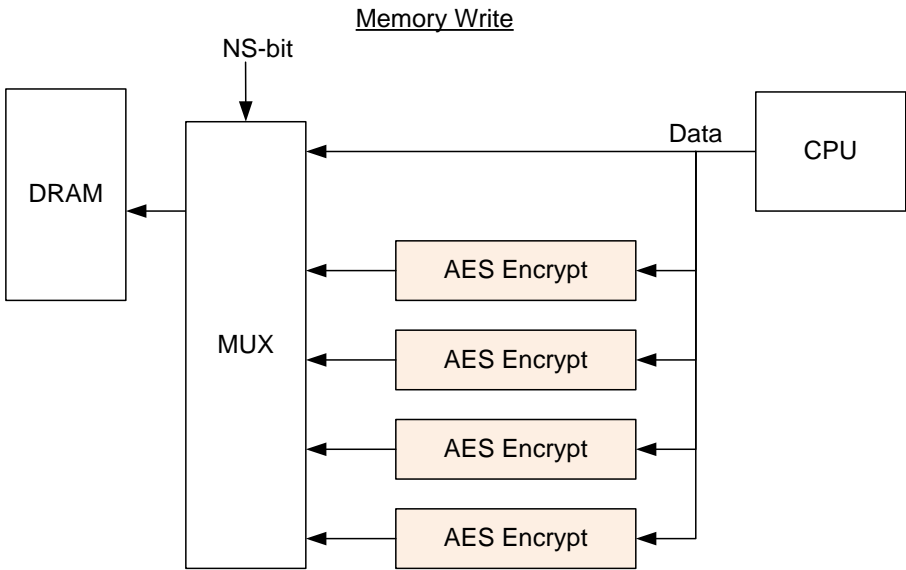 Memory Write
NS-bit
Data
CPU
DRAM
AES Encrypt
AES Encrypt
MUX
AES Encrypt
AES Encrypt